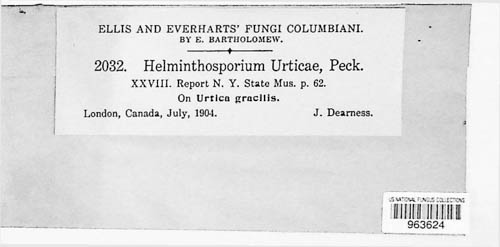 ELLIS AND EVERHARTS' FUNGI COLUMBIANI.
BY E. BARTHOLOMEW.
2032. Helminthosporium Urticae, Peck.
XXVIII. Report N. Y. State Mus. p. 62.
On Urtica gracilis.
London, Canada, July, 1904. J. Dearness.
US NATIONAL FUNGUS COLLECTIONS
963624